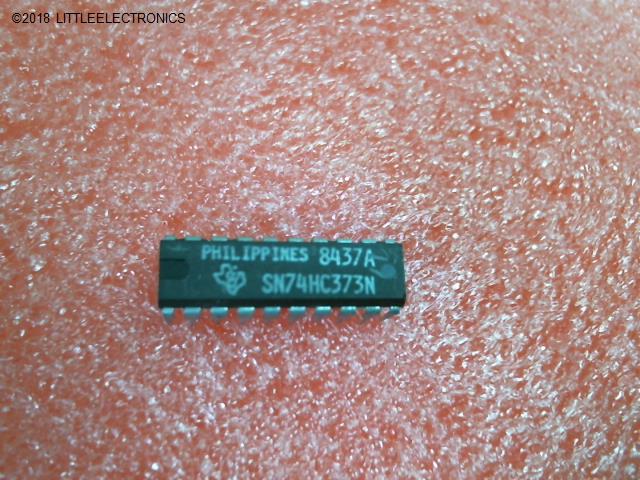 ©2018 LITTLEELECTRONICS
PHILIPPINES 8437A
SN74HC373N